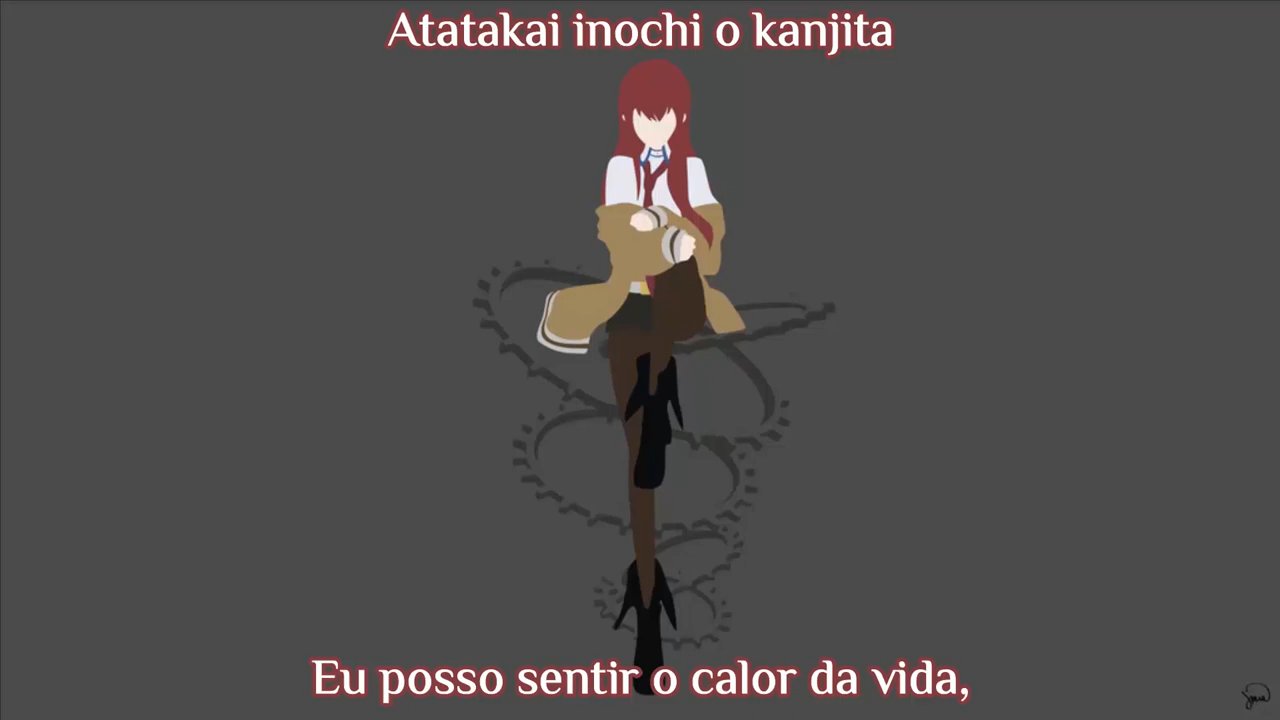 Atatakai inochi o kanjita
Eu posso sentir o calor da vida,